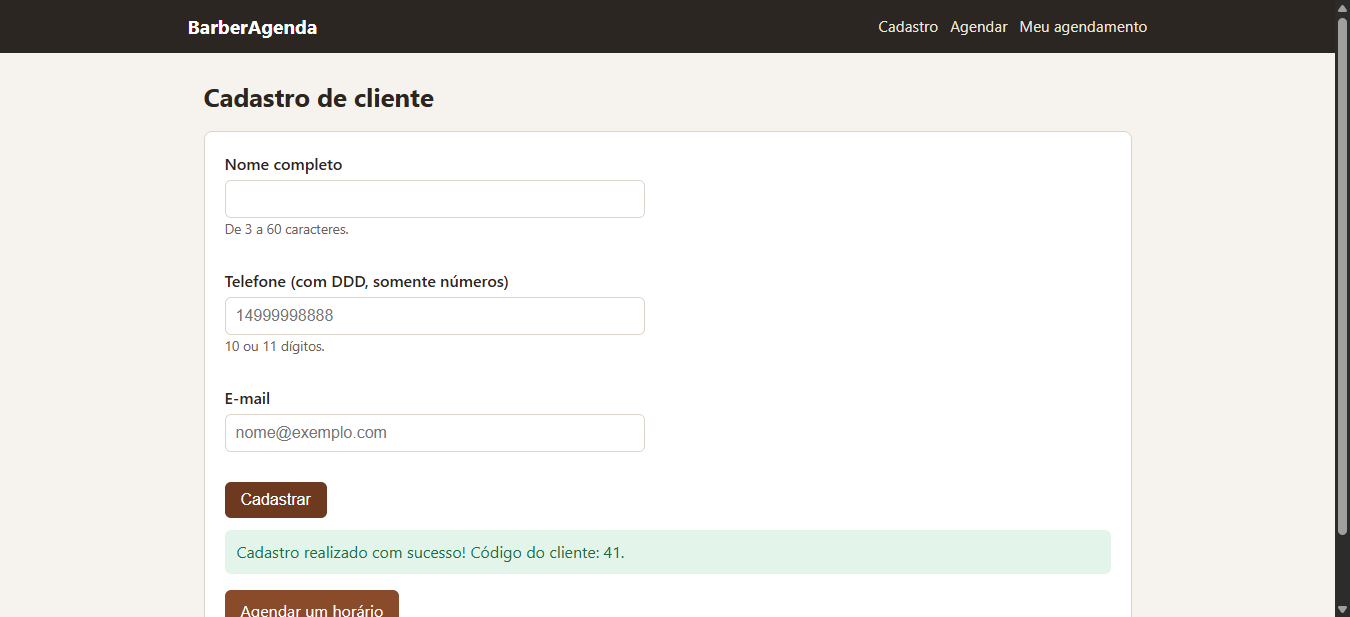 BarberAgenda
Cadastro Agendar Meu agendamento
Cadastro de cliente
Nome completo
De 3 a 60 caracteres.
Telefone (com DDD, somente números)
14999998888
10 ou 11 dígitos.
E-mail
nome@exemplo.com
Cadastrar
Cadastro realizado com sucesso! Código do cliente: 41.
Agendar um horário